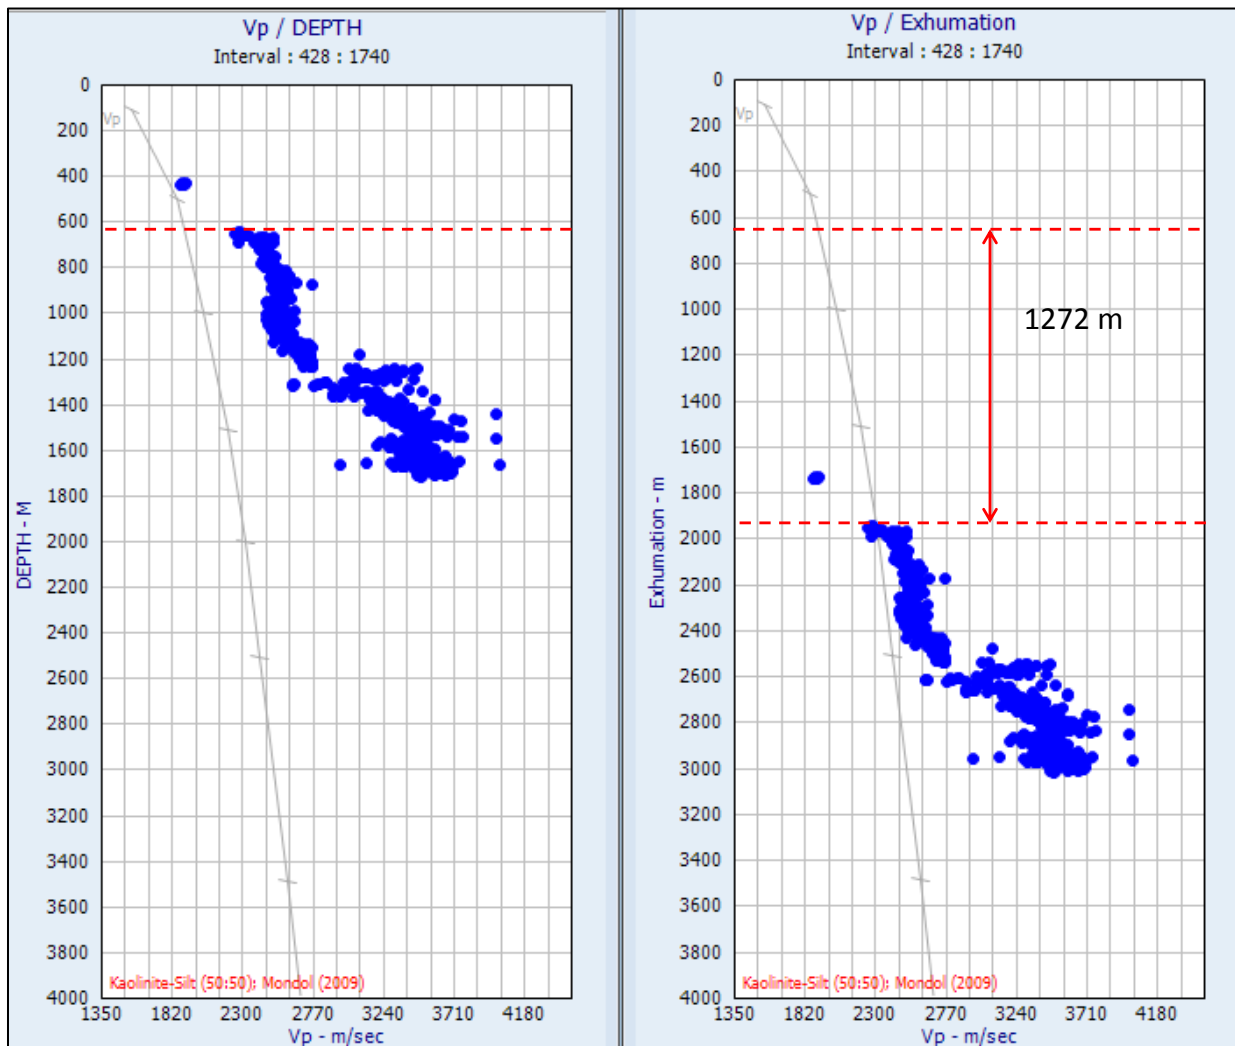 Vp / DEPTH
Interval : 428 : 1740
0
200
400
600
800
1000
1200
1400
1600
1800
2000
2200
2400
2600
2800
3000
3200
3400
3600
3800
4000
DEPTH - M
Vp
Kaolinite-Silt (50:50); Mondol (2009)
1350 1820 2300 2770 3240 3710 4180
Vp - m/sec
Vp / Exhumation
Interval : 428 : 1740
0
200
400
600
800
1000
1200
1400
1600
1800
2000
2200
2400
2600
2800
3000
3200
3400
3600
3800
4000
Exhumation - m
Vp
1272 m
Kaolinite-Silt (50:50); Mondol (2009)
1350 1820 2300 2770 3240 3710 4180
Vp - m/sec